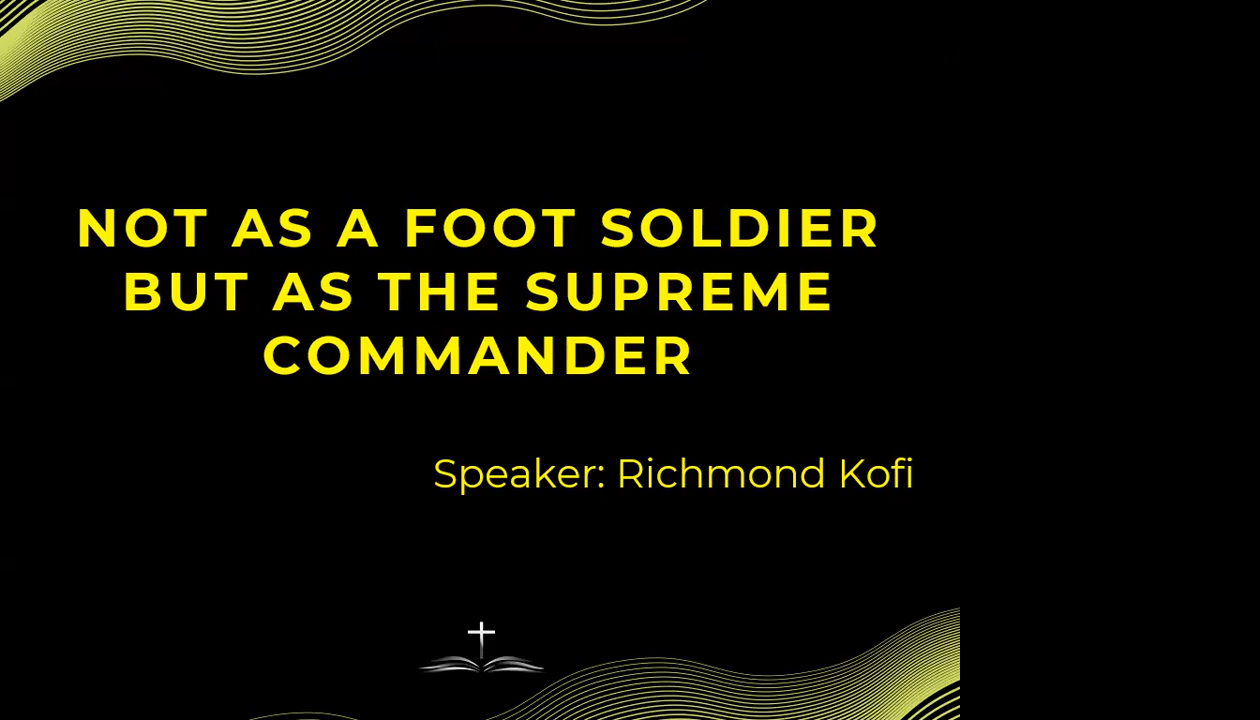 NOT AS A FOOT SOLDIER
BUT AS THE SUPREME
COMMANDER
Speaker: Richmond Kofi